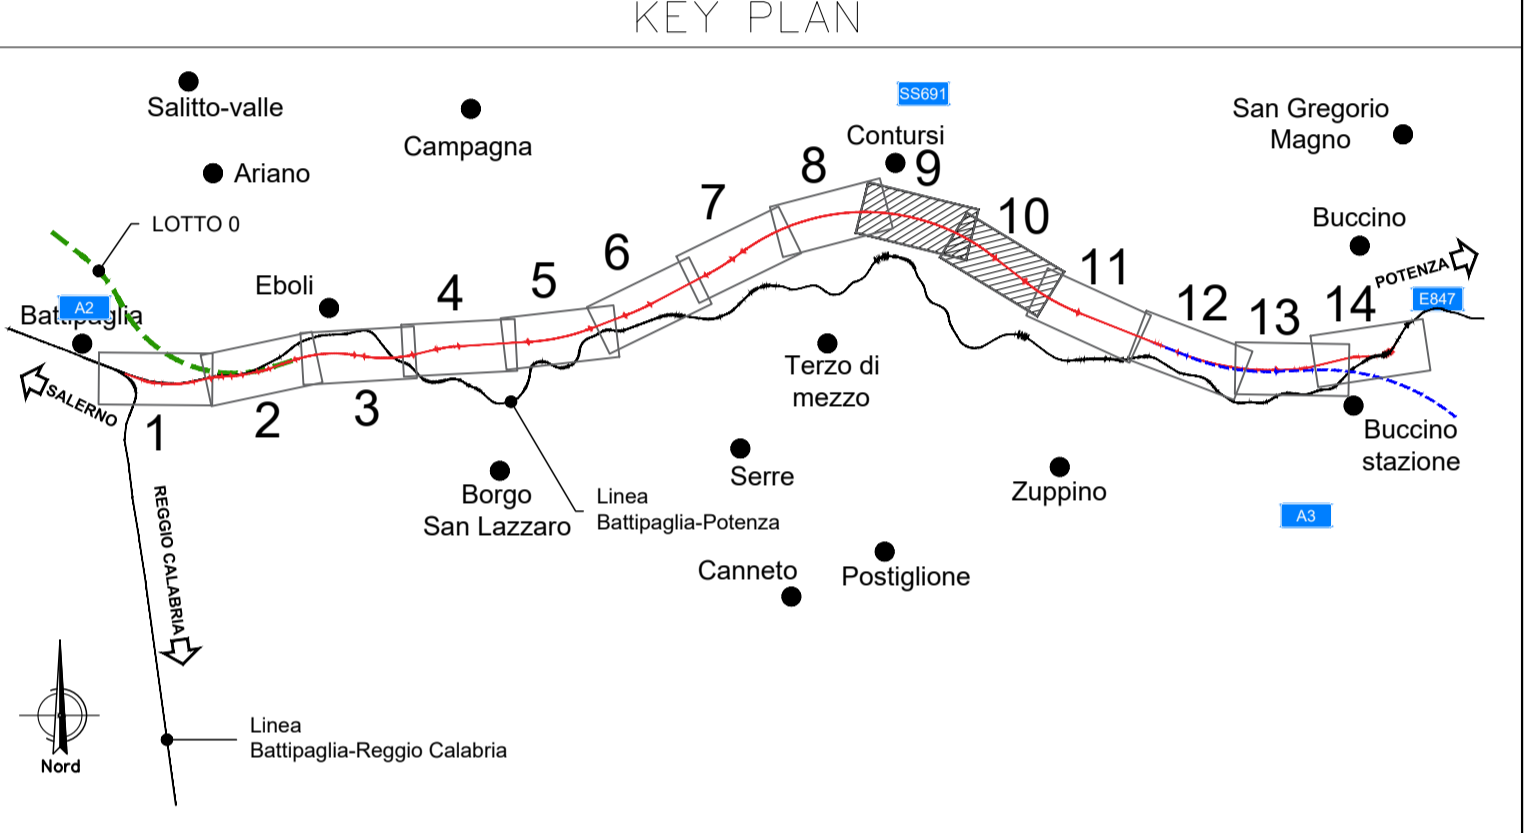 KEY PLAN
Salitto-valle
Campagna
SS691
Contursi
San Gregorio
Magno
Ariano
LOTTO 0
8
9
7
10
Buccino
6
11
POTENZA
Eboli
4
5
12
13
14
E847
A2
Battipaglia
SALERNO
1
2
3
Terzo di
mezzo
Buccino
stazione
Serre
Zuppino
Borgo
San Lazzaro
Linea
Battipaglia-Potenza
A3
REGGIO CALABRIA
Canneto
Postiglione
Nord
Linea
Battipaglia-Reggio Calabria